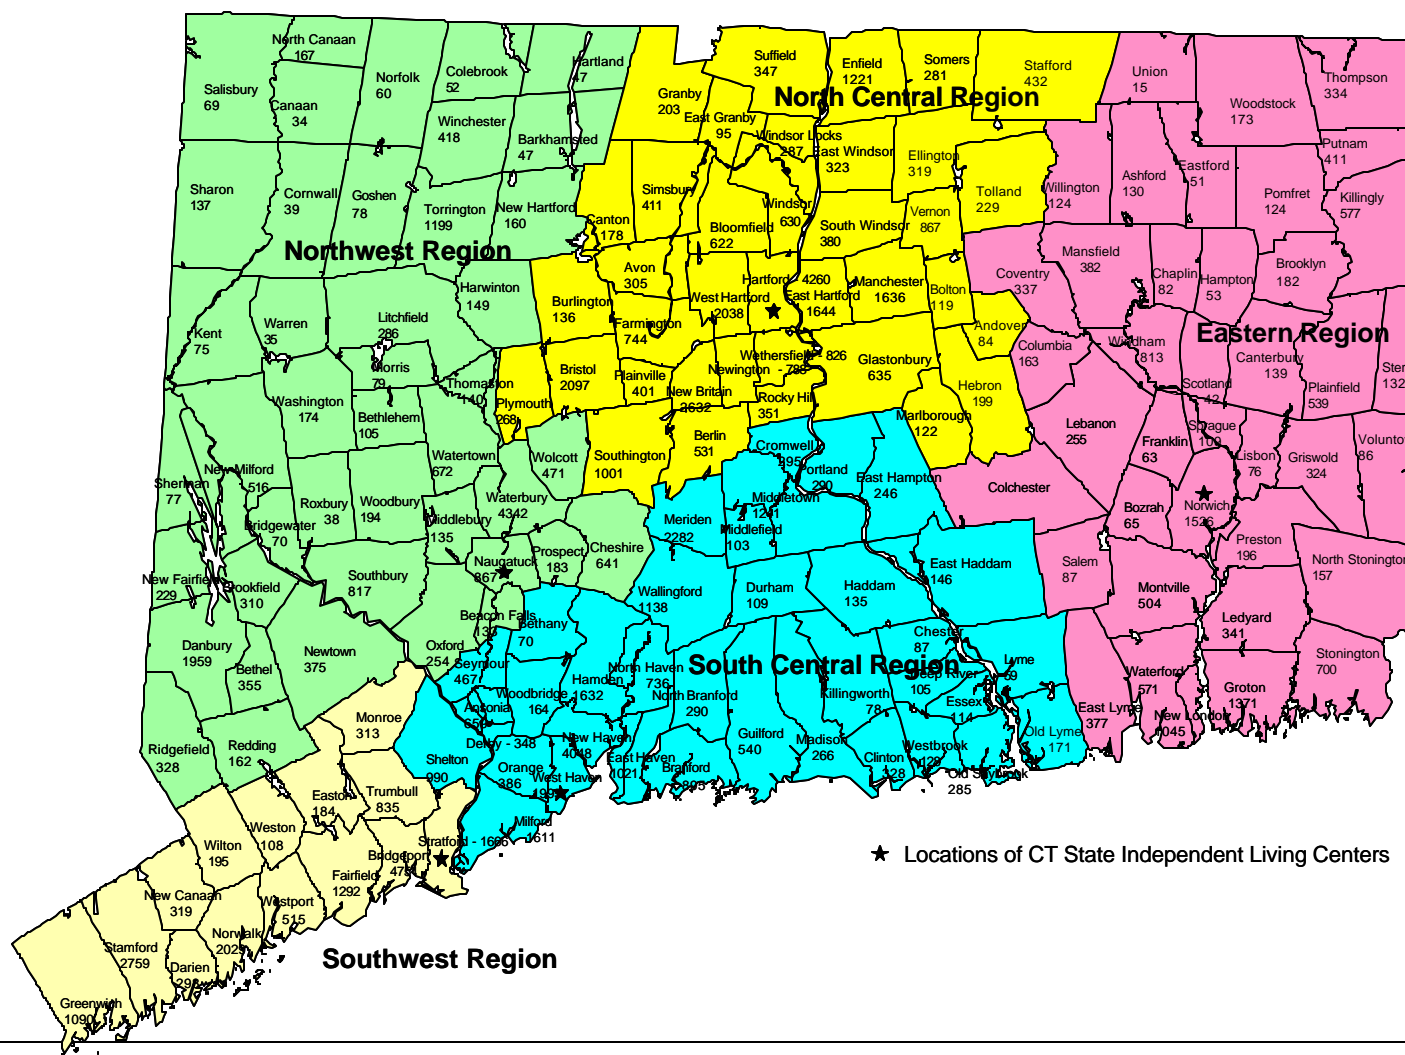 North Canaan
167
Salisbury
69
Canaan
34
Norfolk
60
Colebrook
52
Hartland
47
Winchester
418
Barkhamsted
47
Sharon
137
Cornwall
39
Goshen
78
Torrington
1199
New Hartford
160
Northwest Region
Kent
75
Warren
35
Litchfield
286
Harwinton
149
Morris
79
Thomaston
140
Washington
174
Bethlehem
105
Watertown
672
Wolcott
471
New Milford
516
Sherman
77
Roxbury
38
Woodbury
194
Waterbury
4342
Middlebury
135
Bridgewater
70
Naugatuck
867
Prospect
183
Cheshire
641
New Fairfield
229
Brookfield
310
Southbury
817
Beacon Falls
Oxford
254
Danbury
1959
Bethel
355
Newtown
375
Ridgefield
328
Redding
162
Suffield
347
Enfield
1221
Somers
281
Stafford
432
North Central Region
Granby
203
East Granby
95
Windsor Locks
287
East Windsor
323
Ellington
319
Tolland
229
Simsbury
411
Canton
178
Windsor
630
Bloomfield
622
South Windsor
380
Vernon
867
Avon
305
Burlington
136
Farmington
744
West Hartford
2038
Hartford 4260
East Hartford
1644
Manchester
1636
Bolton
119
Andover
84
Bristol
2097
Plainville
401
Plymouth
268
New Britain
2632
Wethersfield - 826
Newington - 788
Rocky Hill
351
Glastonbury
635
Hebron
199
Marlborough
122
Berlin
531
Southington
1001
Union
15
Woodstock
173
Thompson
334
Willington
124
Ashford
130
Eastford
51
Pomfret
124
Putnam
411
Killingly
577
Coventry
337
Mansfield
382
Chaplin
82
Hampton
53
Brooklyn
182
Eastern Region
Columbia
163
Windham
813
Scotland
42
Canterbury
139
Plainfield
539
Ster
132
Lebanon
255
Franklin
63
Sprague
109
Lisbon
76
Griswold
324
Volunto
86
Colchester
Bozrah
65
Norwich
1526
Preston
196
North Stonington
157
Salem
87
Montville
504
Ledyard
341
Stonington
700
Waterford
571
Groton
1371
East Lyme
377
New London
1045
Cromwell
295
Portland
290
East Hampton
246
Middletown
1241
Middlefield
103
Meriden
2282
Wallingford
1138
Durham
109
Haddam
135
East Haddam
146
Bethany
70
Chester
87
Deep River
105
Lyme
69
Essex
114
Seymour
467
Woodbridge
164
Hamden
1632
North Haven
736
South Central Region
North Branford
290
Killingworth
78
Ansonia
Derby - 348
New Haven
4048
Guilford
540
Madison
266
Clinton
328
Westbrook
129
Old Saybrook
285
Old Lyme
171
Shelton
990
Orange
386
West Haven
East Haven
1021
Branford
Milford
1611
Monroe
313
Easton
184
Trumbull
835
Stratford - 1666
Weston
108
Wilton
195
Bridgeport
Fairfield
1292
New Canaan
319
Westport
515
Norwalk
2029
Stamford
2759
Darien
Greenwich
1090
Southwest Region
Locations of CT State Independent Living Centers